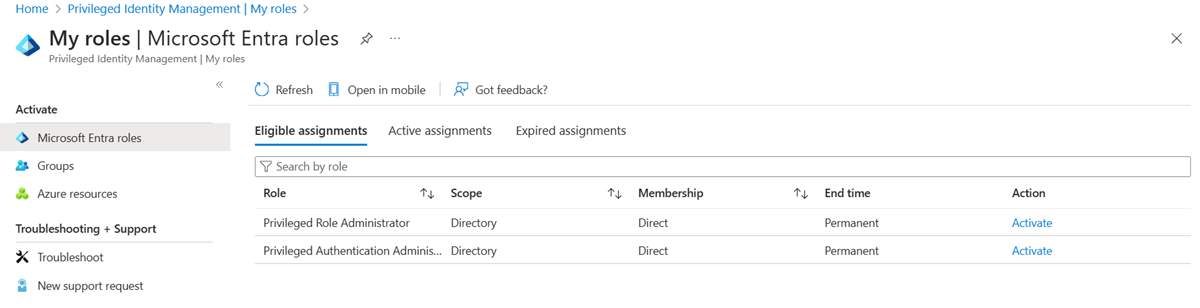 Home > Privileged Identity Management | My roles >
My roles | Microsoft Entra roles ...
Privileged Identity Management | My roles
«
Refresh Open in mobile Got feedback?
Activate
Microsoft Entra roles
Groups
Azure resources
Troubleshooting + Support
Troubleshoot
New support request
Eligible assignments Active assignments Expired assignments
Search by role
Role Scope Membership End time Action
Privileged Role Administrator Directory Direct Permanent Activate
Privileged Authentication Adminis... Directory Direct Permanent Activate